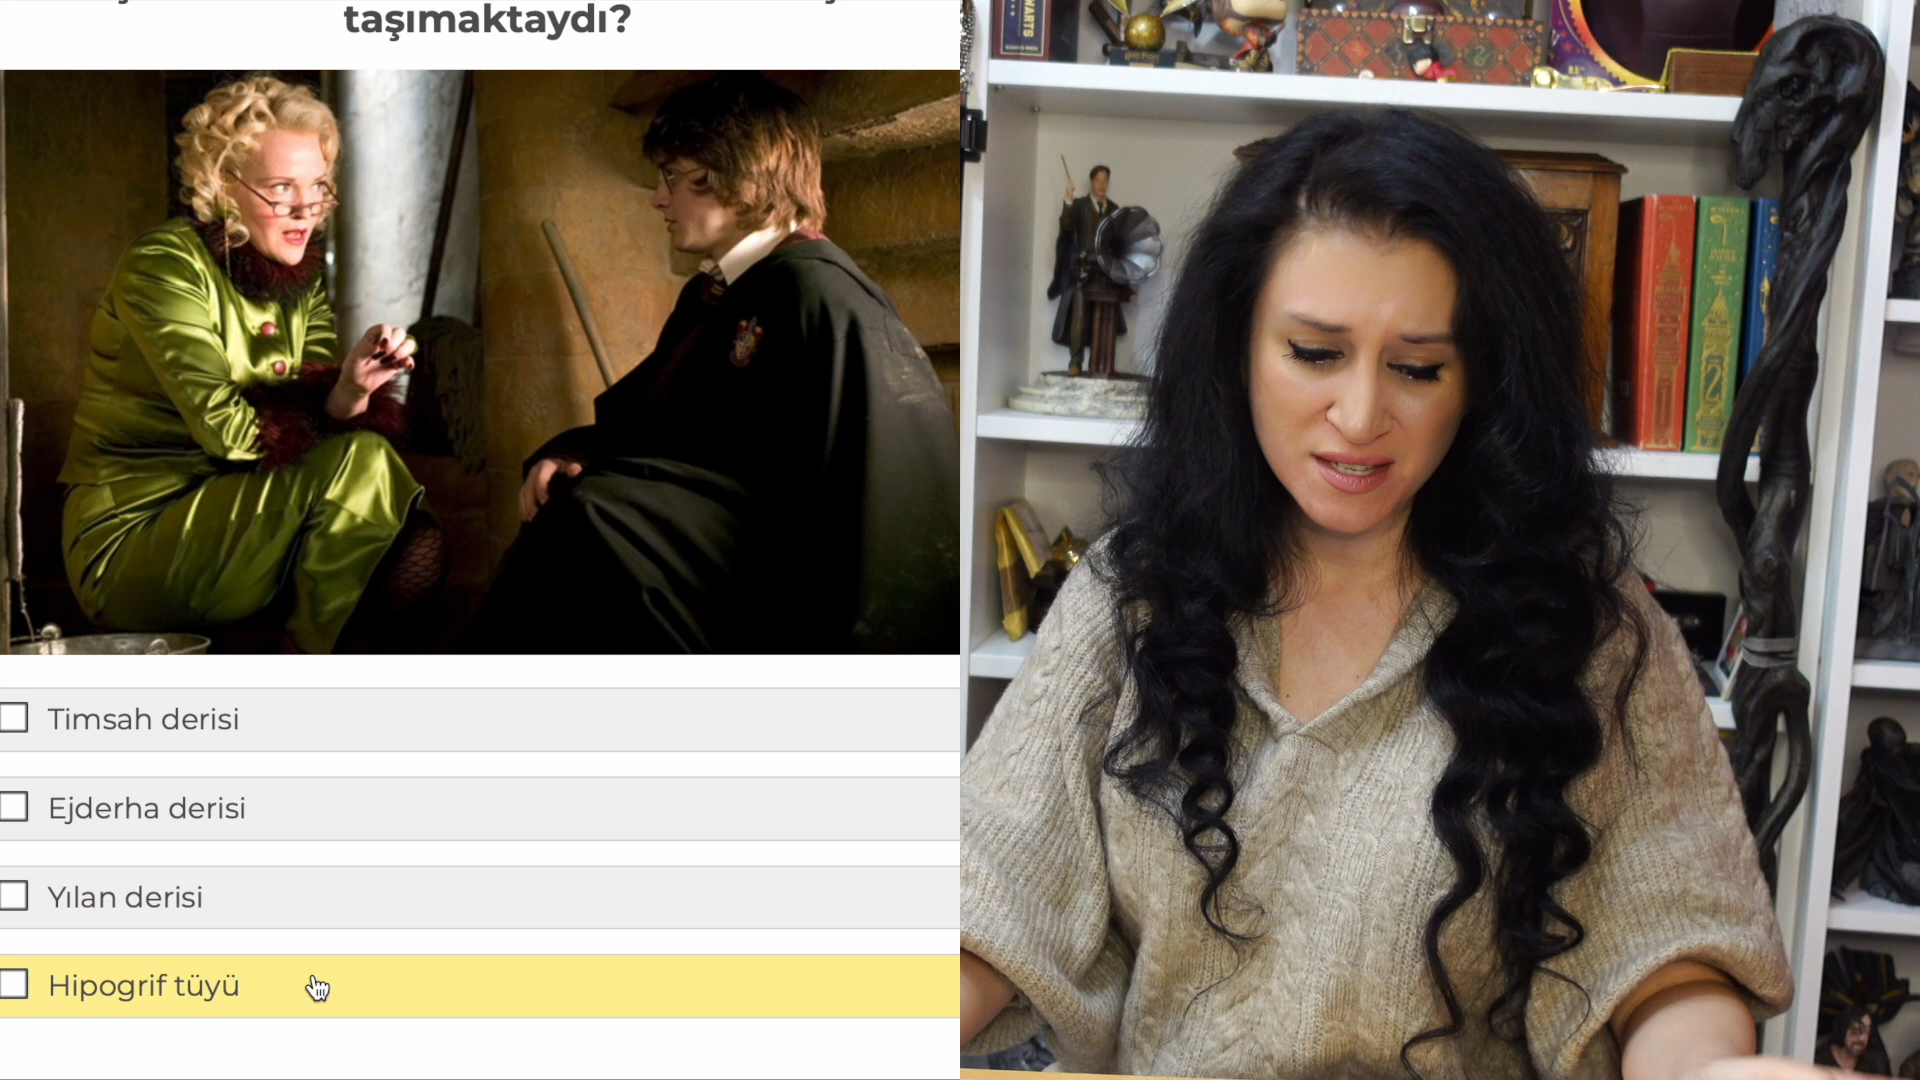 taşımaktaydı?
Timsah derisi
Ejderha derisi
Yılan derisi
Hipogrif tüyü